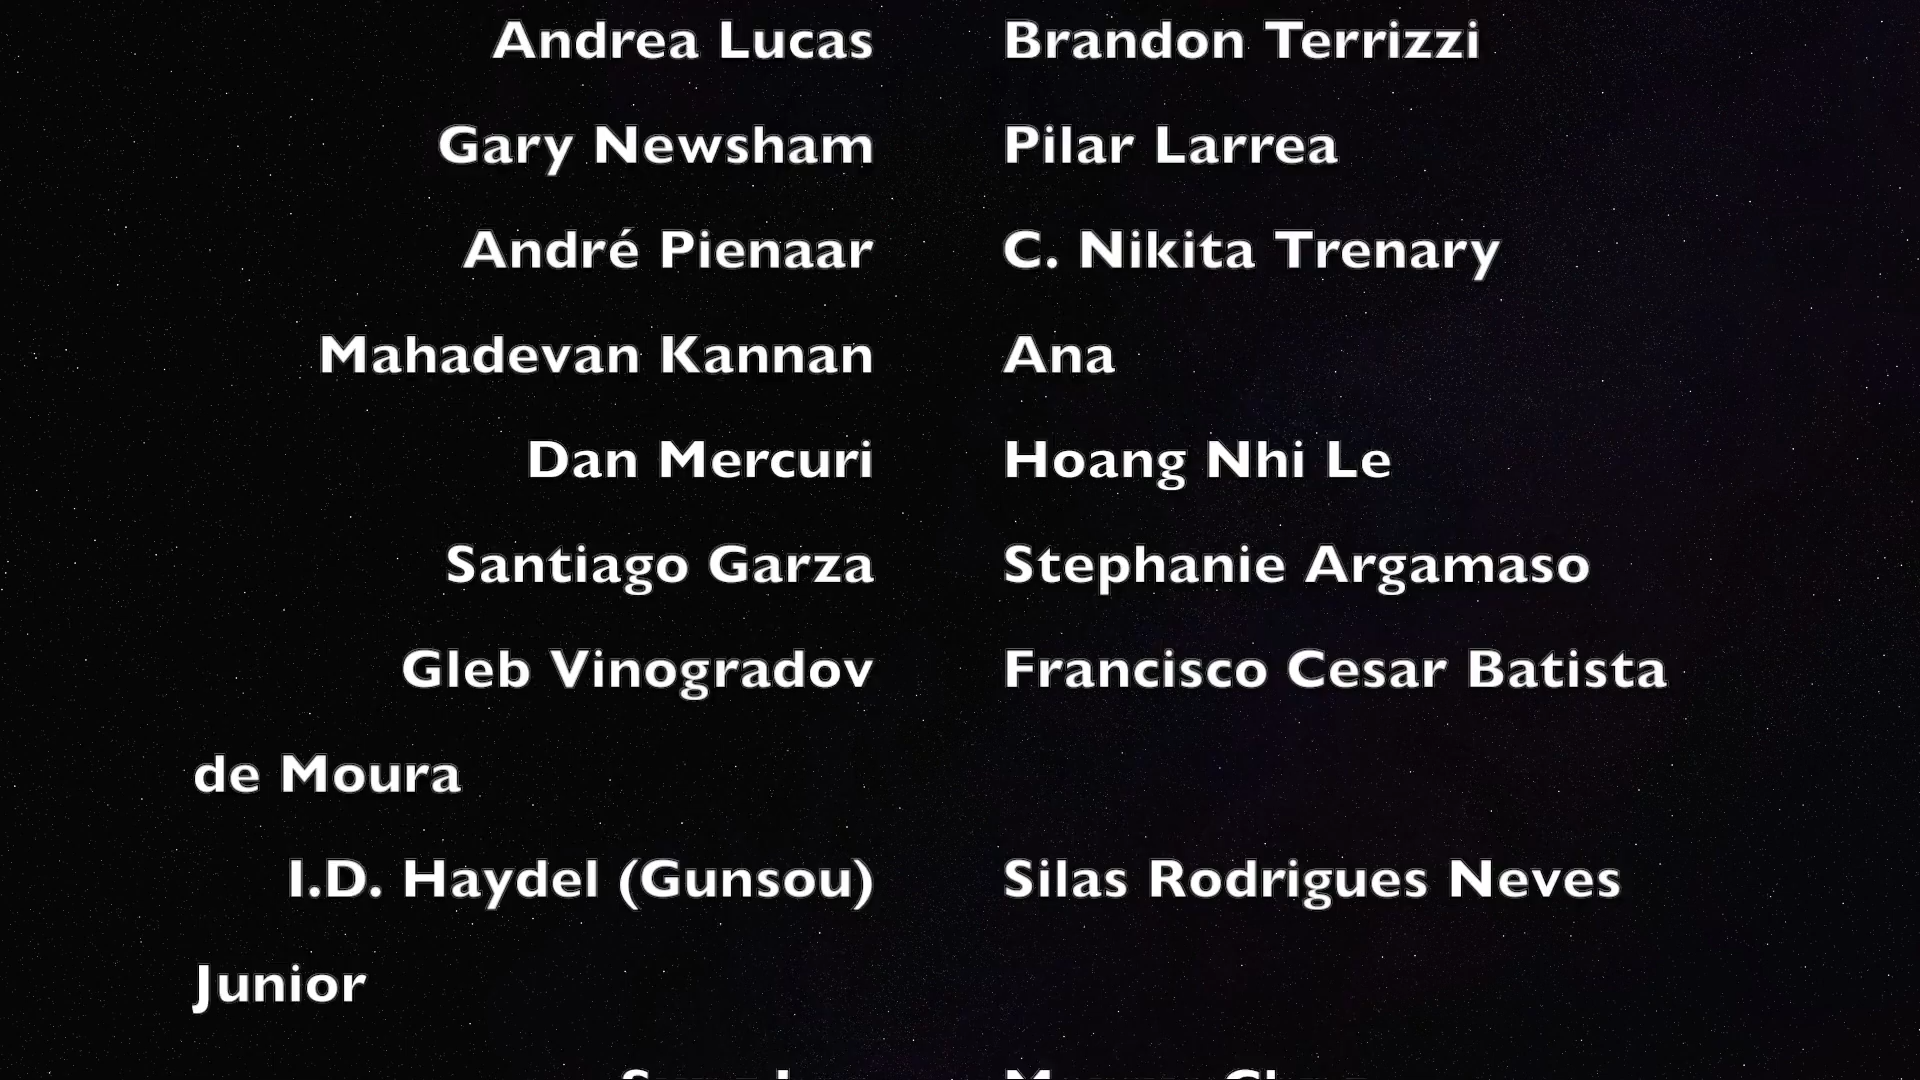 Andrea Lucas Brandon Terrizzi
Gary Newsham Pilar Larrea
André Pienaar C. Nikita Trenary
Mahadevan Kannan Ana
Dan Mercuri Hoang Nhi Le
Santiago Garza Stephanie Argamaso
Gleb Vinogradov Francisco Cesar Batista
de Moura
I.D. Haydel (Gunsou) Silas Rodrigues Neves
Junior